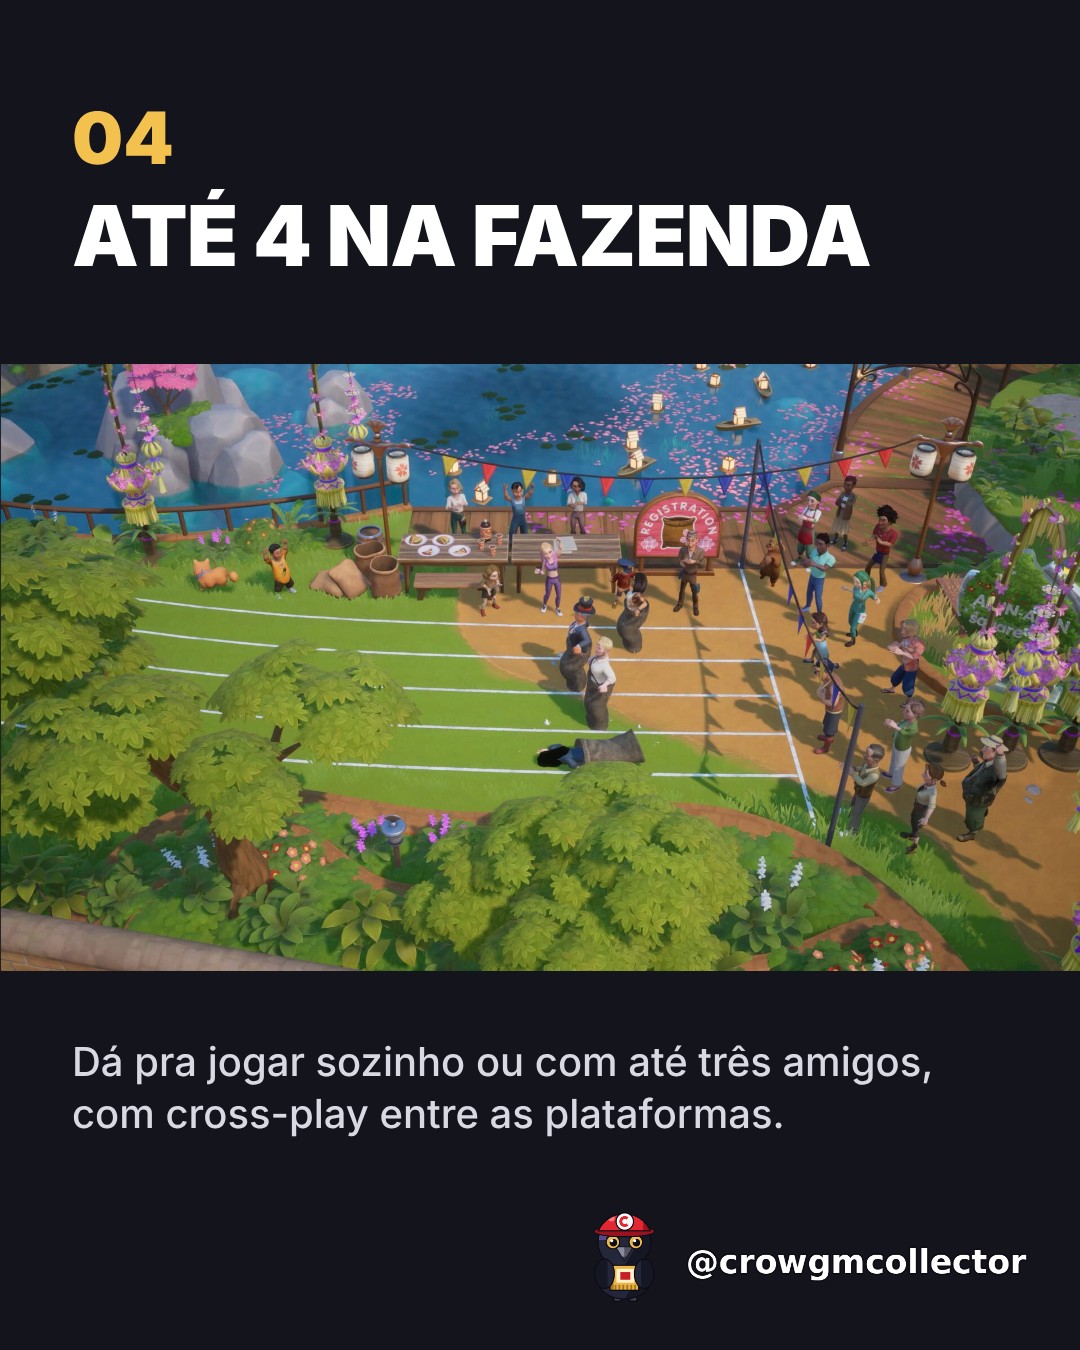 04
ATÉ 4 NA FAZENDA
REGISTRATION
Dá pra jogar sozinho ou com até três amigos,
com cross-play entre as plataformas.
C
@crowgmcollector